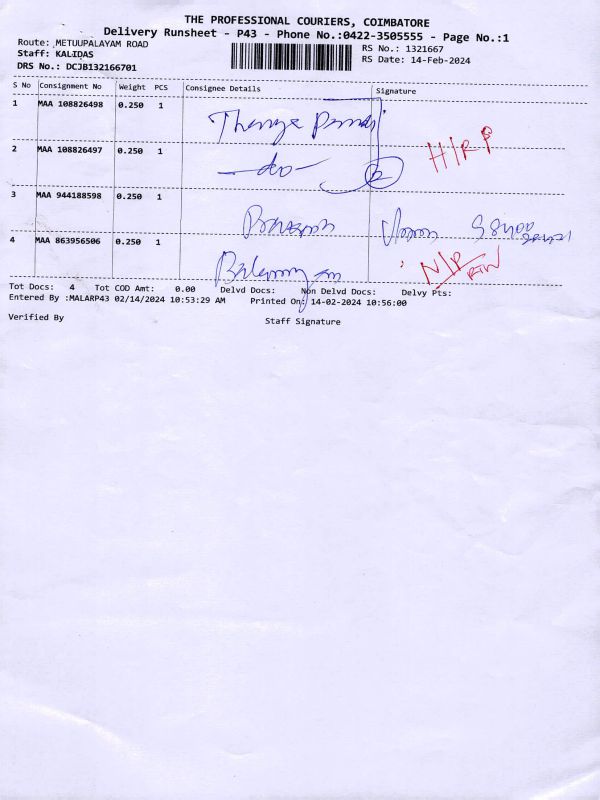 THE PROFESSIONAL COURIERS, COIMBATORE
Delivery Runsheet - P43 - Phone No.:0422-3505555 - Page No.:1
Route: METUUPALAYAM ROAD
RS No.: 1321667
Staff: KALIDAS
RS Date: 14-Feb-2024
DRS No.: DCJB132166701
S No Consignment No Weight PCS Consignee Details Signature
1 MAA 108826498 0.250 1
2 MAA 108826497 0.250 1 -do- H/RP
3 MAA 944188598 0.250 1
4 MAA 863956506 0.250 1 N/P
Tot Docs: 4 Tot COD Amt: 0.00 Delvd Docs: Non Delvd Docs: Delvy Pts:
Entered By :MALARP43 02/14/2024 10:53:29 AM Printed On: 14-02-2024 10:56:00
Verified By Staff Signature